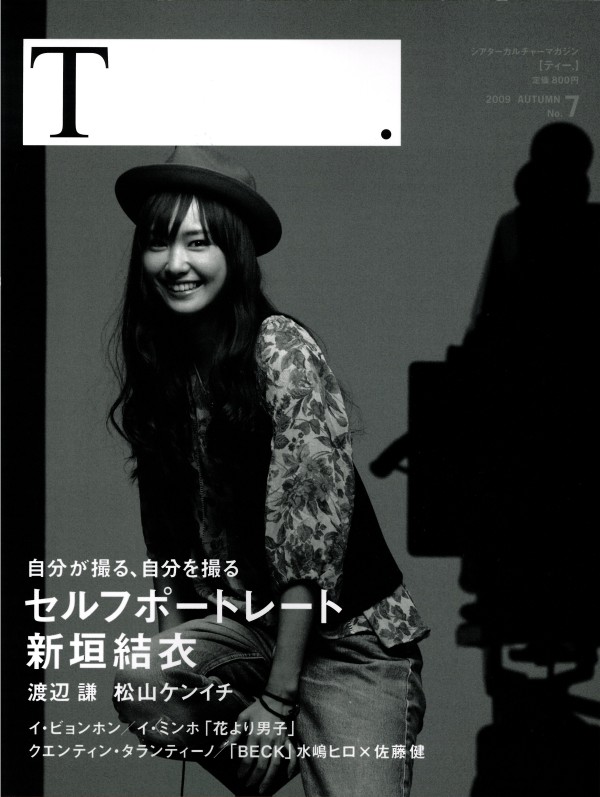 T.
シアターカルチャーマガジン
[ティー.]
定価800円
2009 AUTUMN
No. 7
自分が撮る、自分を撮る
セルフポートレート
新垣結衣
渡辺 謙 松山ケンイチ
イ・ビョンホン／イ・ミンホ「花より男子」
クエンティン・タランティーノ／「BECK」水嶋ヒロ×佐藤 健